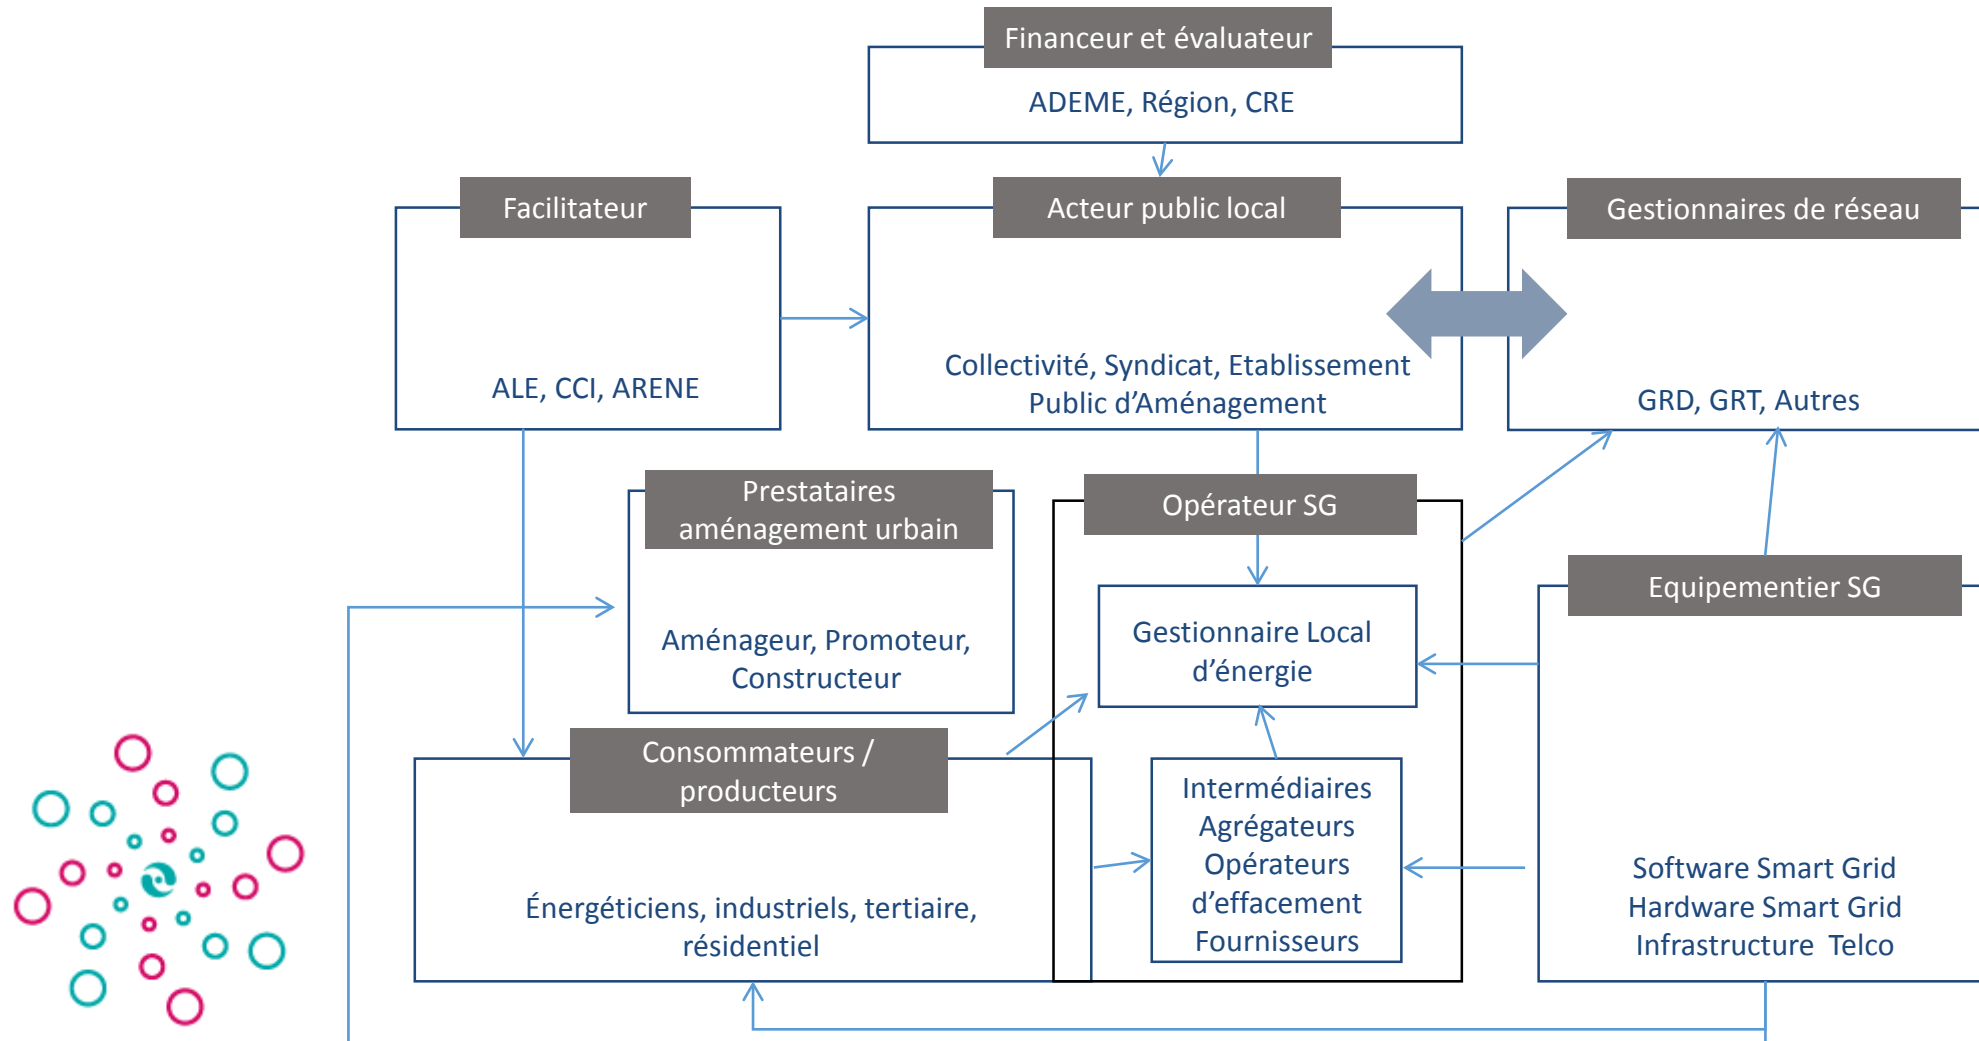 Financeur et évaluateur
ADEME, Région, CRE
Facilitateur
ALE, CCI, ARENE
Acteur public local
Collectivité, Syndicat, Etablissement
Public d’Aménagement
Gestionnaires de réseau
GRD, GRT, Autres
Prestataires
aménagement urbain
Aménageur, Promoteur,
Constructeur
Opérateur SG
Gestionnaire Local
d’énergie
Equipementier SG
Software Smart Grid
Hardware Smart Grid
Infrastructure Telco
Consommateurs /
producteurs
Énergéticiens, industriels, tertiaire,
résidentiel
Intermédiaires
Agrégateurs
Opérateurs
d’effacement
Fournisseurs